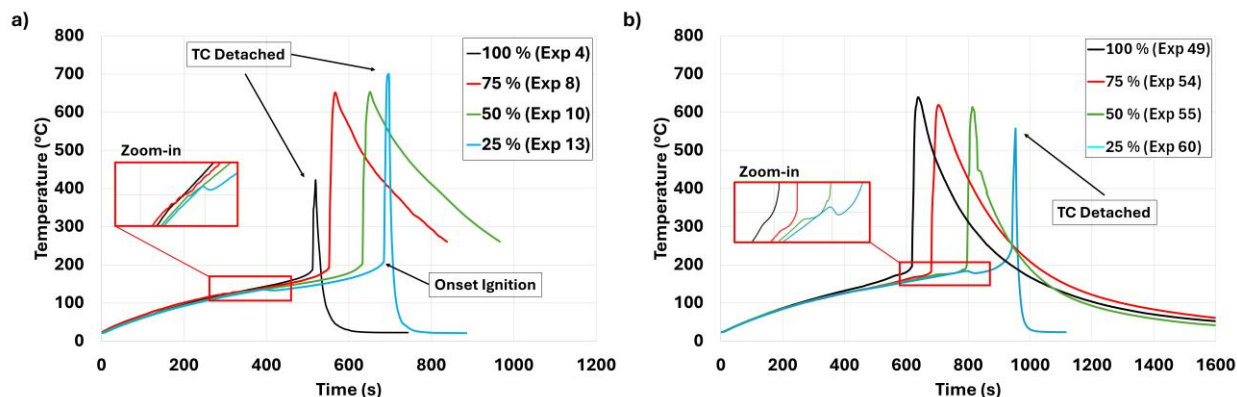 a)
800
700
600
500
400
300
200
100
0
Temperature (°C)
0 200 400 600 800 1000 1200
Time (s)
TC Detached
100 % (Exp 4)
75 % (Exp 8)
50 % (Exp 10)
25 % (Exp 13)
Zoom-in
Onset Ignition
b)
800
700
600
500
400
300
200
100
0
Temperature (°C)
0 200 400 600 800 1000 1200 1400 1600
Time (s)
100 % (Exp 49)
75 % (Exp 54)
50 % (Exp 55)
25 % (Exp 60)
Zoom-in
TC Detached